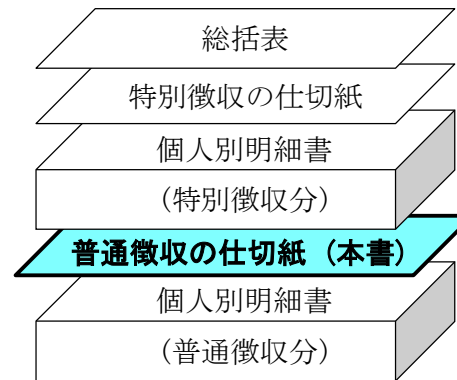 総括表
特別徴収の仕切紙
個人別明細書
(特別徴収分)
普通徴収の仕切紙（本書）
個人別明細書
(普通徴収分)